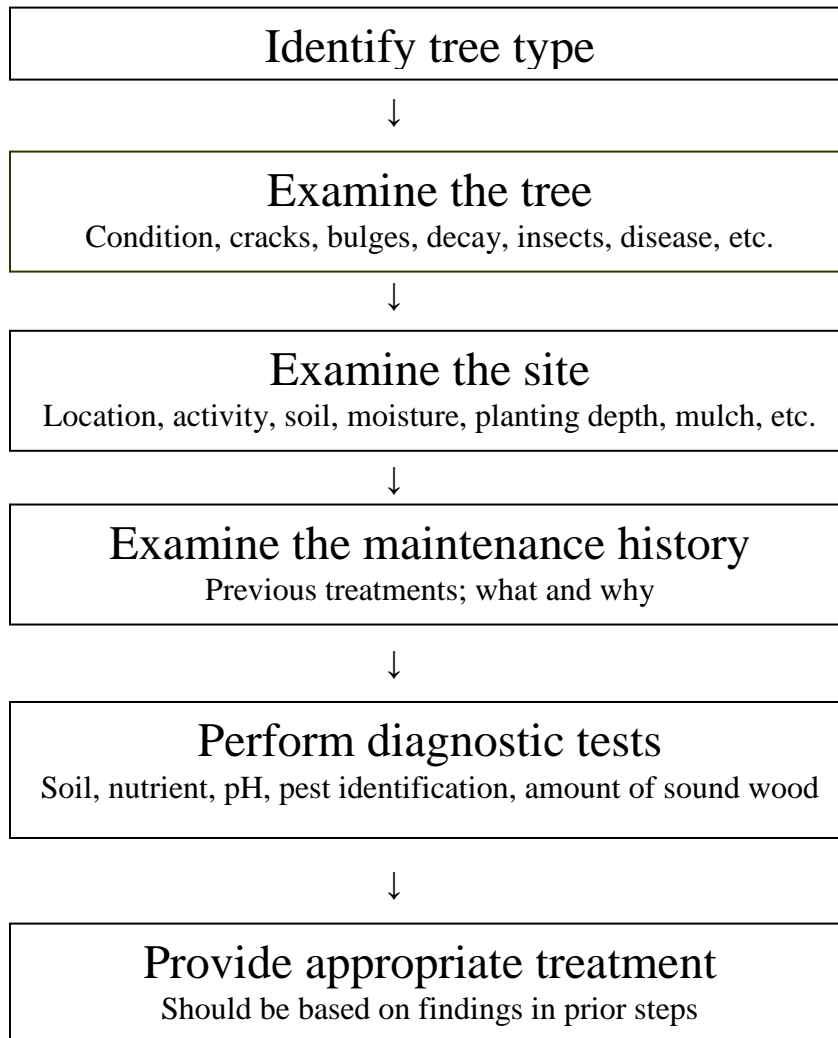 Identify tree type
↓
Examine the tree
Condition, cracks, bulges, decay, insects, disease, etc.
↓
Examine the site
Location, activity, soil, moisture, planting depth, mulch, etc.
↓
Examine the maintenance history
Previous treatments; what and why
↓
Perform diagnostic tests
Soil, nutrient, pH, pest identification, amount of sound wood
↓
Provide appropriate treatment
Should be based on findings in prior steps